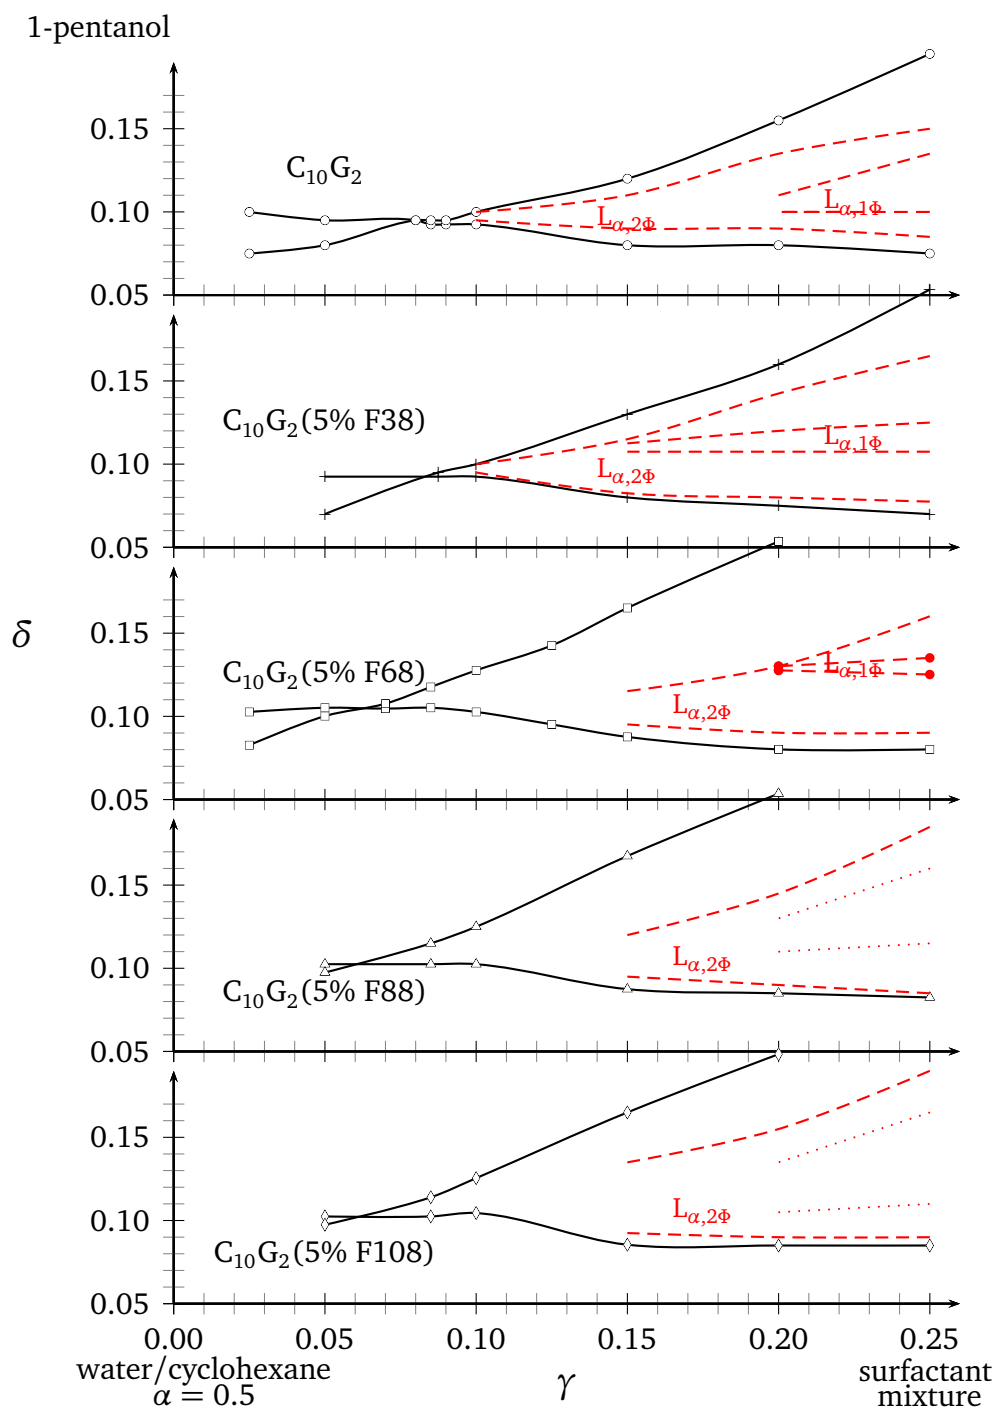 1-pentanol
0.15
C₁₀G₂
0.10
Lα,2Φ
Lα,1Φ
0.05
0.15
C₁₀G₂(5% F38)
Lα,1Φ
0.10
Lα,2Φ
0.05
δ
0.15
C₁₀G₂(5% F68)
Lα,1Φ
0.10
Lα,2Φ
0.05
0.15
0.10
Lα,2Φ
C₁₀G₂(5% F88)
0.05
0.15
0.10
Lα,2Φ
C₁₀G₂(5% F108)
0.05
0.00 0.05 0.10 0.15 0.20 0.25
water/cyclohexane
α = 0.5
γ
surfactant
mixture